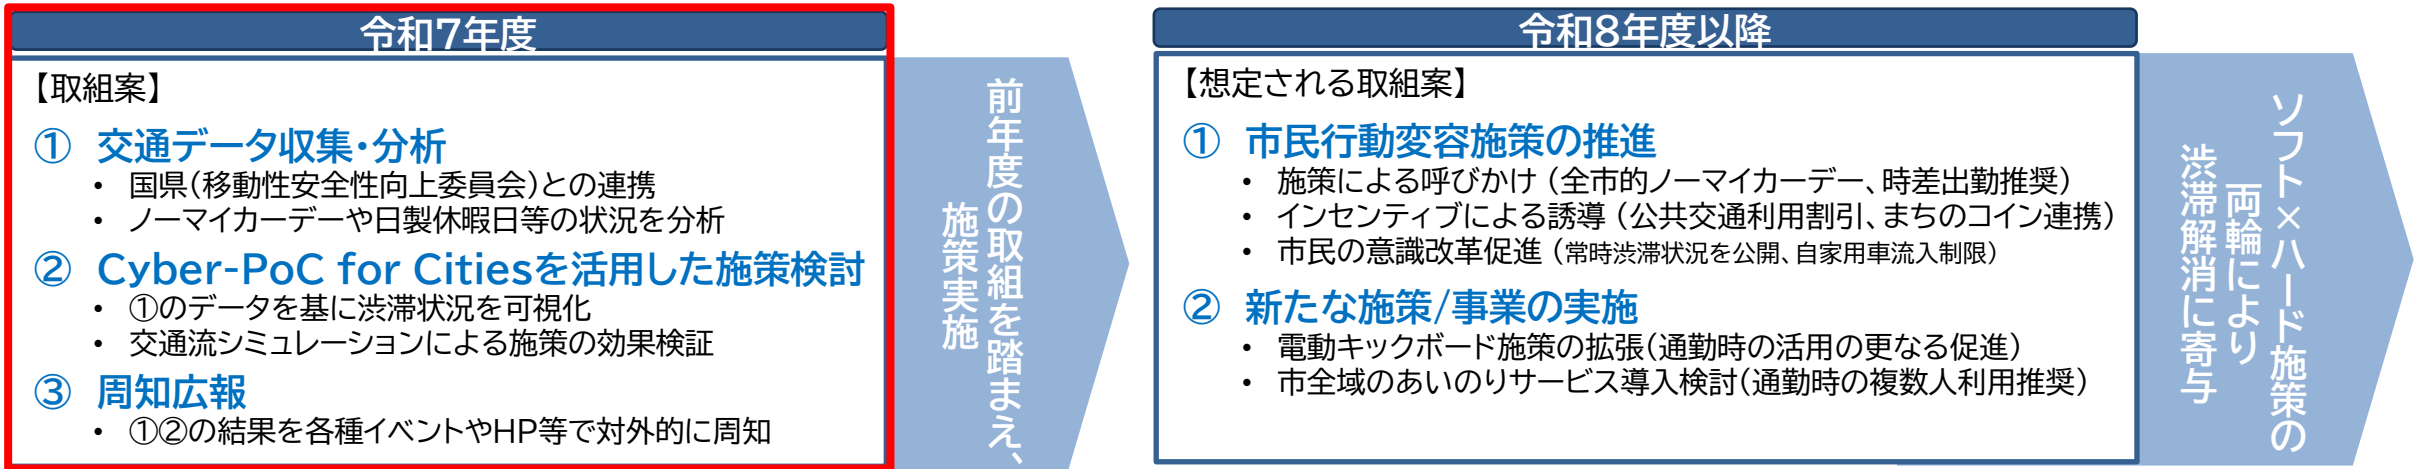 令和7年度
【取組案】
① 交通データ収集・分析
• 国県(移動性安全性向上委員会)との連携
• ノーマイカーデーや日製休暇日等の状況を分析
② Cyber-PoC for Citiesを活用した施策検討
• ①のデータを基に渋滞状況を可視化
• 交通流シミュレーションによる施策の効果検証
③ 周知広報
• ①②の結果を各種イベントやHP等で対外的に周知
前年度の取組を踏まえ、
施策実施
令和8年度以降
【想定される取組案】
① 市民行動変容施策の推進
• 施策による呼びかけ (全市的ノーマイカーデー、時差出勤推奨)
• インセンティブによる誘導 (公共交通利用割引、まちのコイン連携)
• 市民の意識改革促進 (常時渋滞状況を公開、自家用車流入制限)
② 新たな施策/事業の実施
• 電動キックボード施策の拡張(通勤時の活用の更なる促進)
• 市全域のあいのりサービス導入検討(通勤時の複数人利用推奨)
ソフト×ハード施策の
両輪により
渋滞解消に寄与